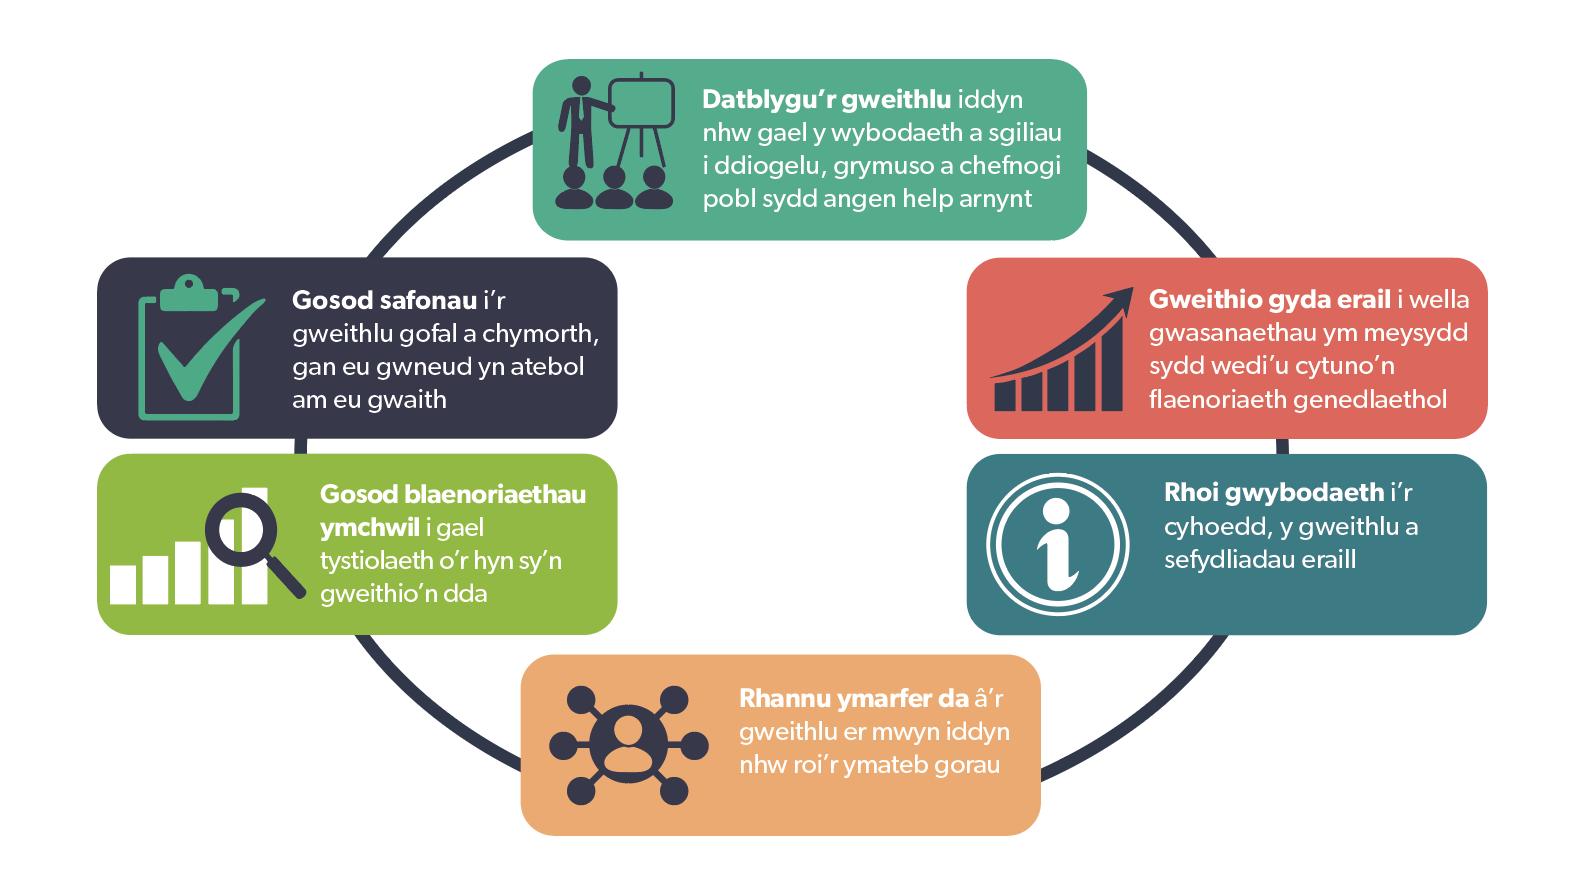 Datblygu’r gweithlu iddyn
nhw gael y wybodaeth a sgiliau
i ddiogelu, grymuso a chefnogi
pobl sydd angen help arnynt
Gweithio gyda erail i wella
gwasanaethau ym meysydd
sydd wedi’u cytuno’n
flaenoriaeth genedlaethol
Rhoi gwybodaeth i’r
cyhoedd, y gweithlu a
sefydliadau eraill
Rhannu ymarfer da â’r
gweithlu er mwyn iddyn
nhw roi’r ymateb gorau
Gosod blaenoriaethau
ymchwil i gael
tystiolaeth o’r hyn sy’n
gweithio’n dda
Gosod safonau i’r
gweithlu gofal a chymorth,
gan eu gwneud yn atebol
am eu gwaith